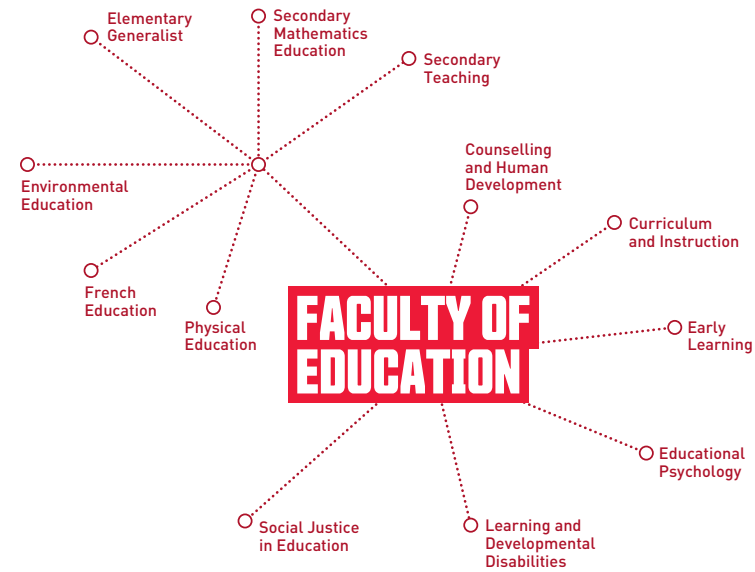 Elementary
Generalist
Secondary
Mathematics
Education
Secondary
Teaching
Environmental
Education
French
Education
Physical
Education
Counselling
and Human
Development
Curriculum
and Instruction
FACULTY OF
EDUCATION
Early
Learning
Educational
Psychology
Social Justice
in Education
Learning and
Developmental
Disabilities